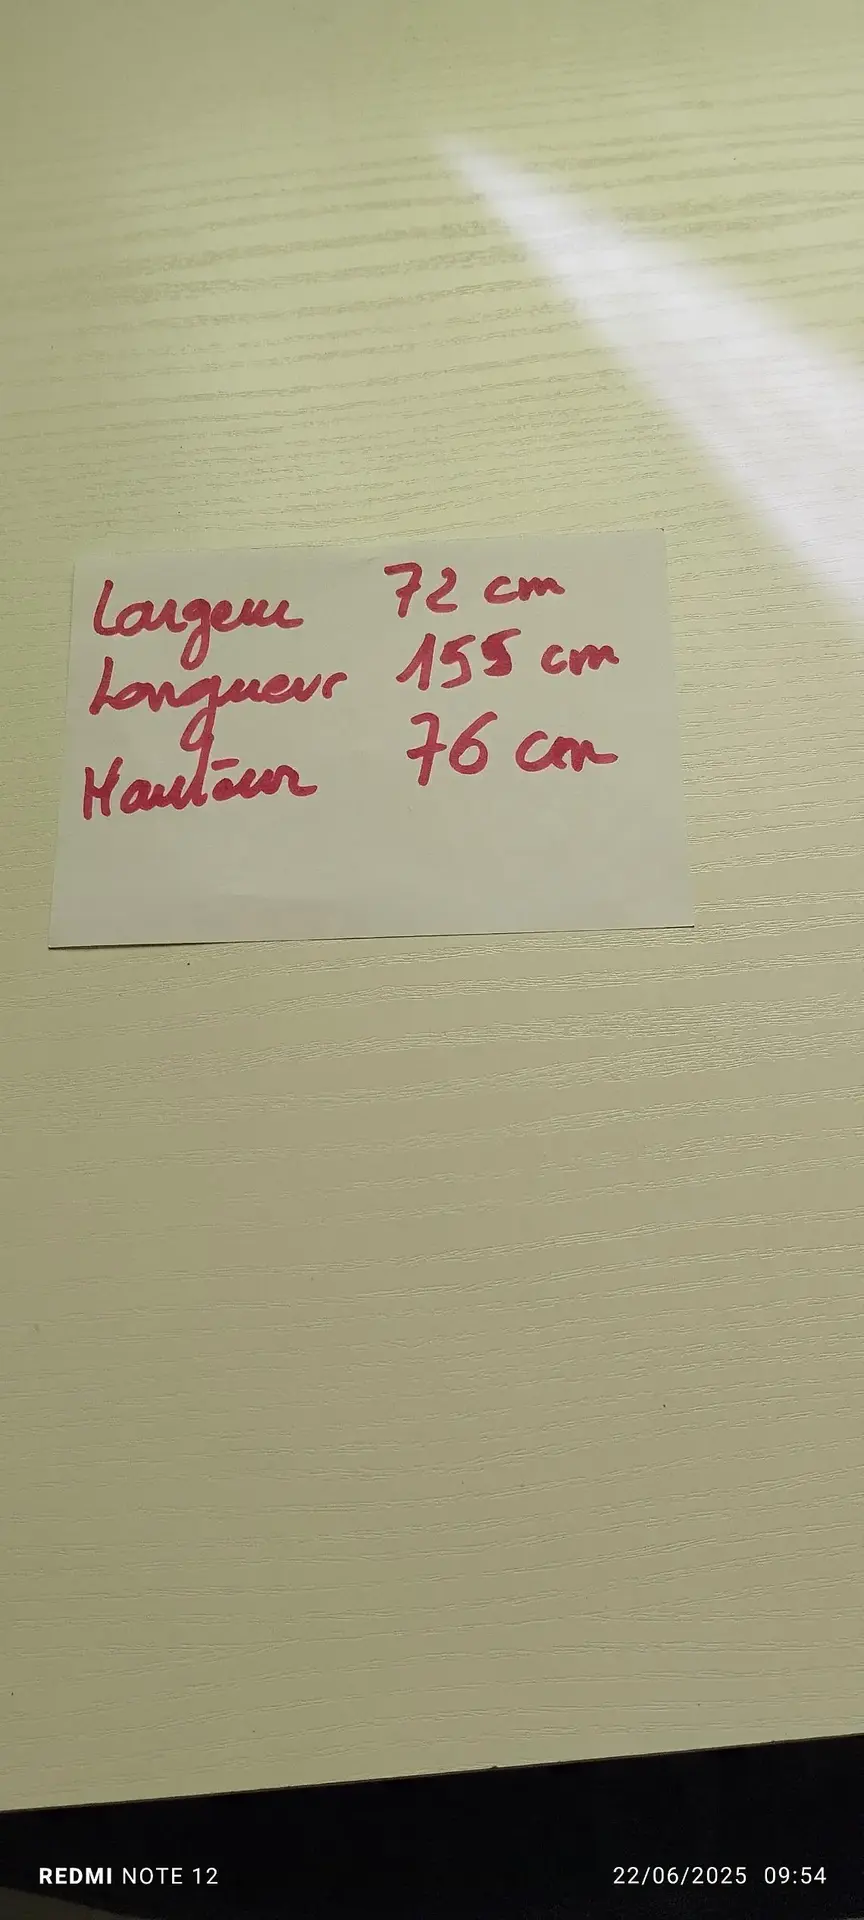 Largeur 72 cm
Longueur 155 cm
Hauteur 76 cm
REDMI NOTE 12 22/06/2025 09:54